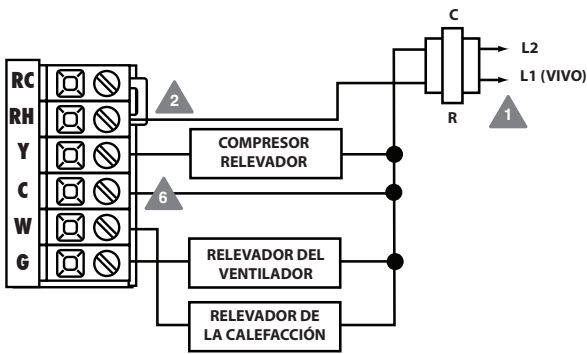 C
L2
L1 (VIVO)
R
1
RC
2
RH
Y
COMPRESOR
RELEVADOR
C
6
W
G
RELEVADOR DEL
VENTILADOR
RELEVADOR DE
LA CALEFACCIÓN